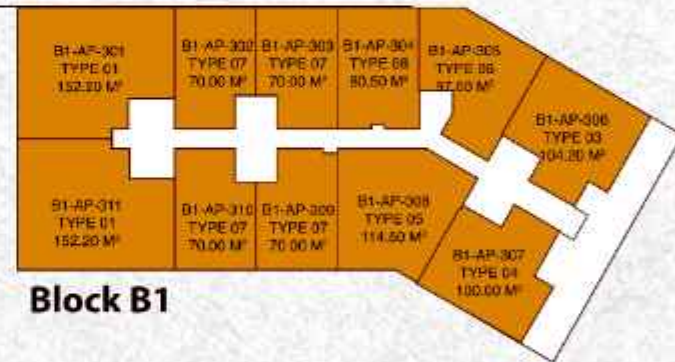 B1-AP-301
TYPE 01
152.20 M²
B1-AP-302
TYPE 07
70.00 M²
B1-AP-303
TYPE 07
70.00 M²
B1-AP-304
TYPE 08
80.50 M²
B1-AP-305
TYPE 06
B1-AP-306
TYPE 03
104.20 M²
B1-AP-311
TYPE 01
152.20 M²
B1-AP-310
TYPE 07
70.00 M²
B1-AP-309
TYPE 07
70.00 M²
B1-AP-308
TYPE 05
114.50 M²
B1-AP-307
TYPE 04
100.00 M²
Block B1